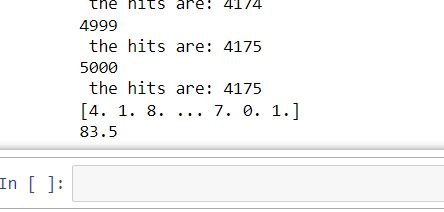 the hits are: 4174
4999
the hits are: 4175
5000
the hits are: 4175
[4. 1. 8. ... 7. 0. 1.]
83.5
In [ ]: